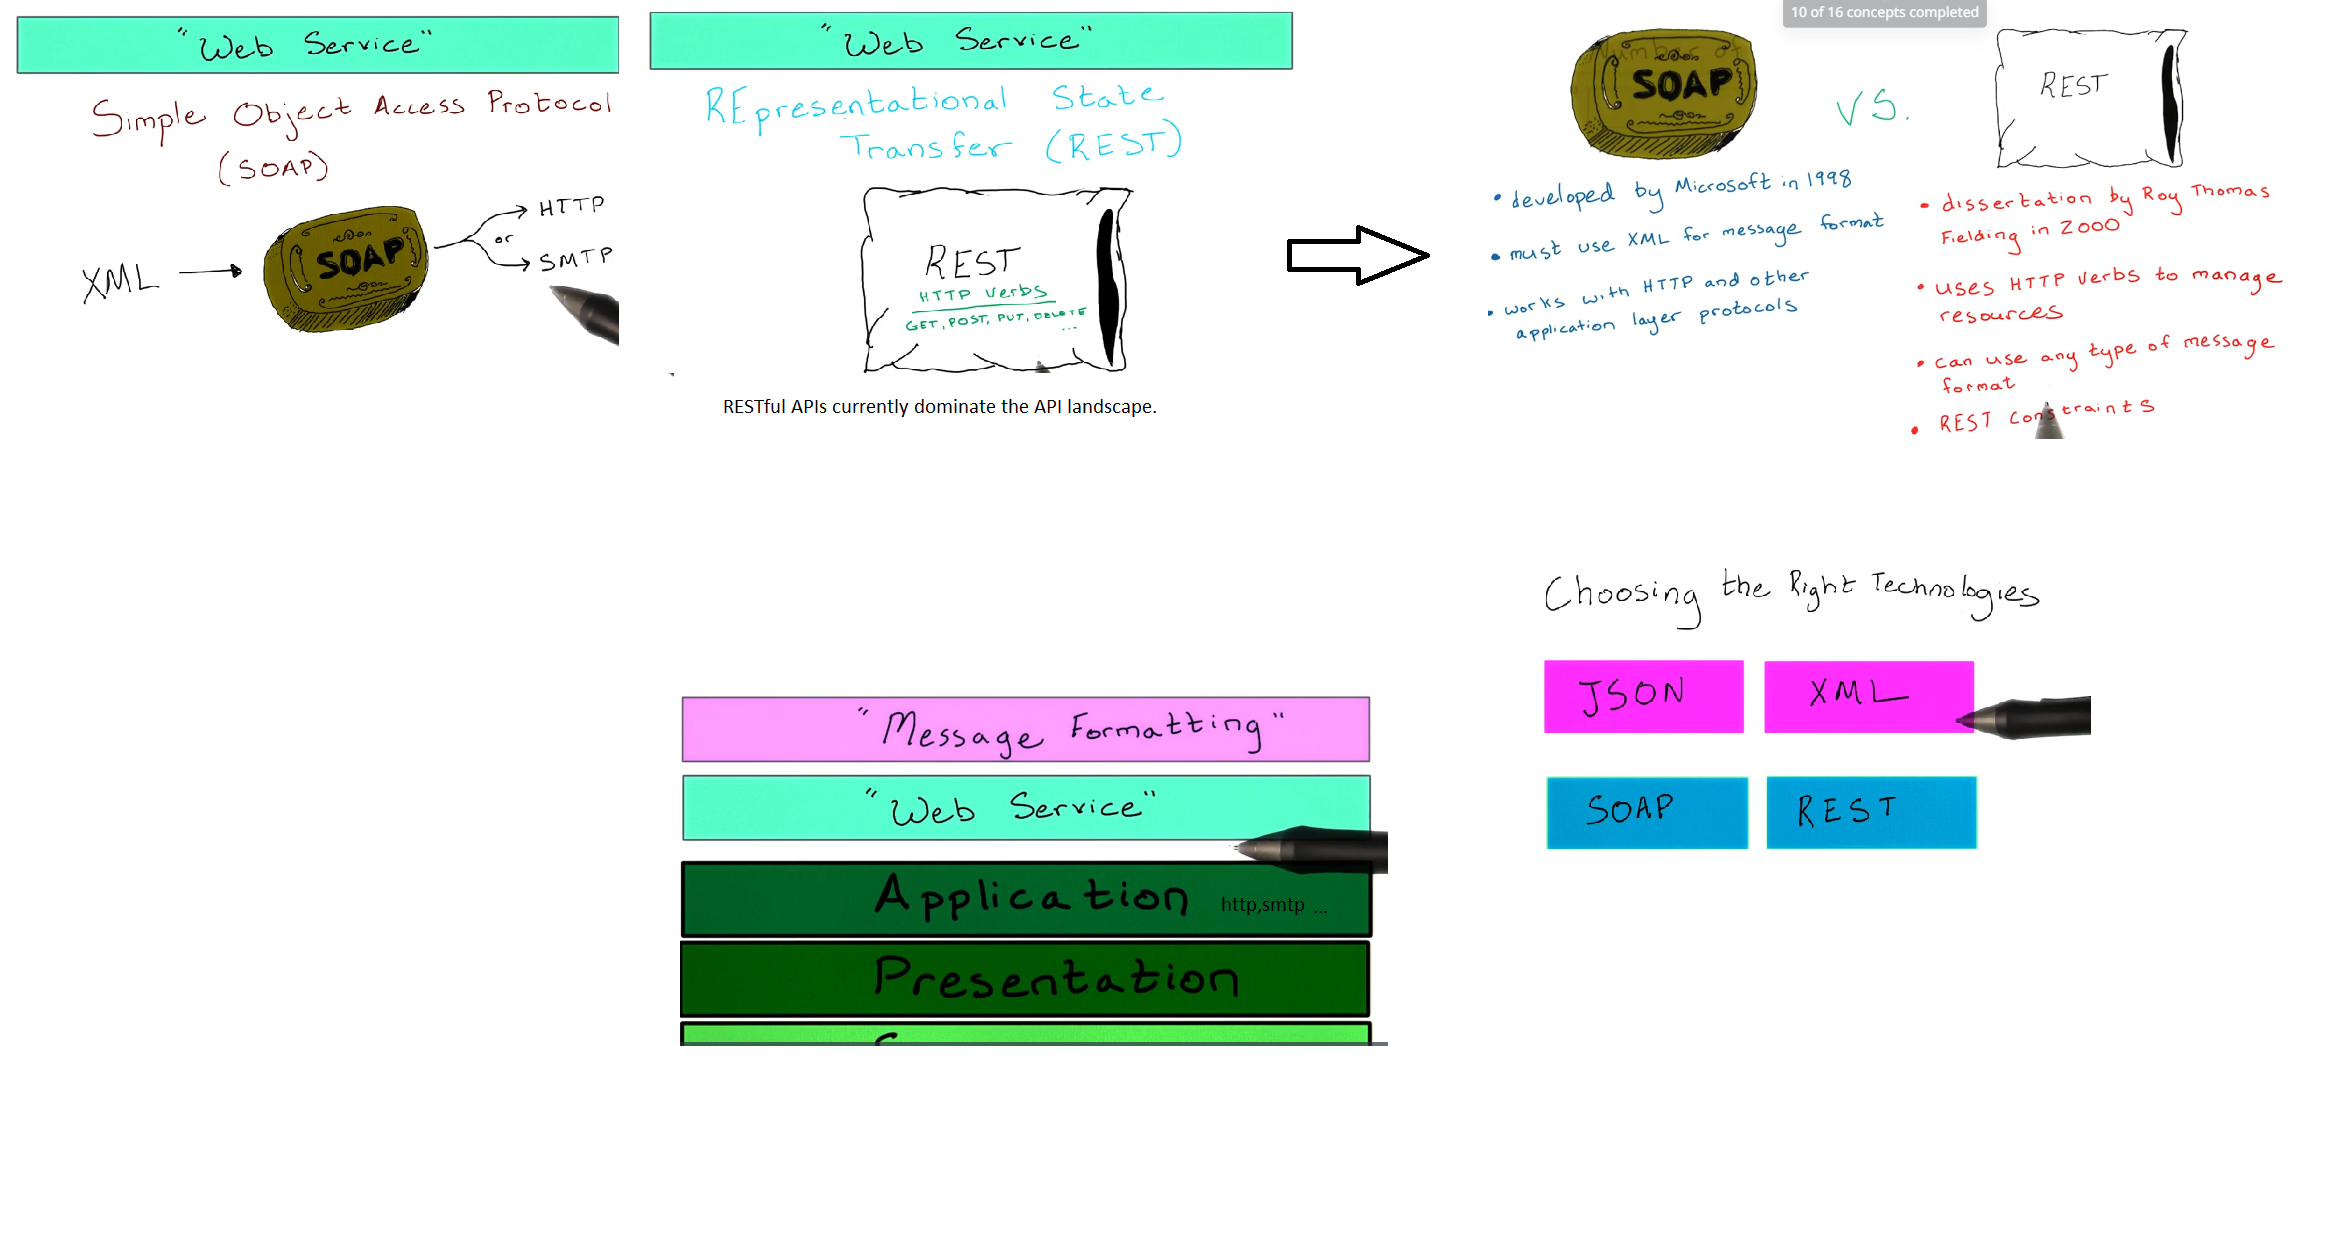 "Web Service"
Simple Object Access Protocol
(SOAP)
XML
SOAP
HTTP
or
SMTP
"Web Service"
REpresentational State
Transfer (REST)
REST
HTTP verbs
GET, POST, PUT, DELETE
...
RESTful APIs currently dominate the API landscape.
10 of 16 concepts completed
Number of
SOAP
VS.
REST
• developed by Microsoft in 1998
• must use XML for message format
• works with HTTP and other
application layer protocols
• dissertation by Roy Thomas
Fielding in 2000
• uses HTTP verbs to manage
resources
• can use any type of message
format
• REST Constraints
"Message Formatting"
"Web Service"
Application http,smtp ...
Presentation
Choosing the Right Technologies
JSON XML
SOAP REST